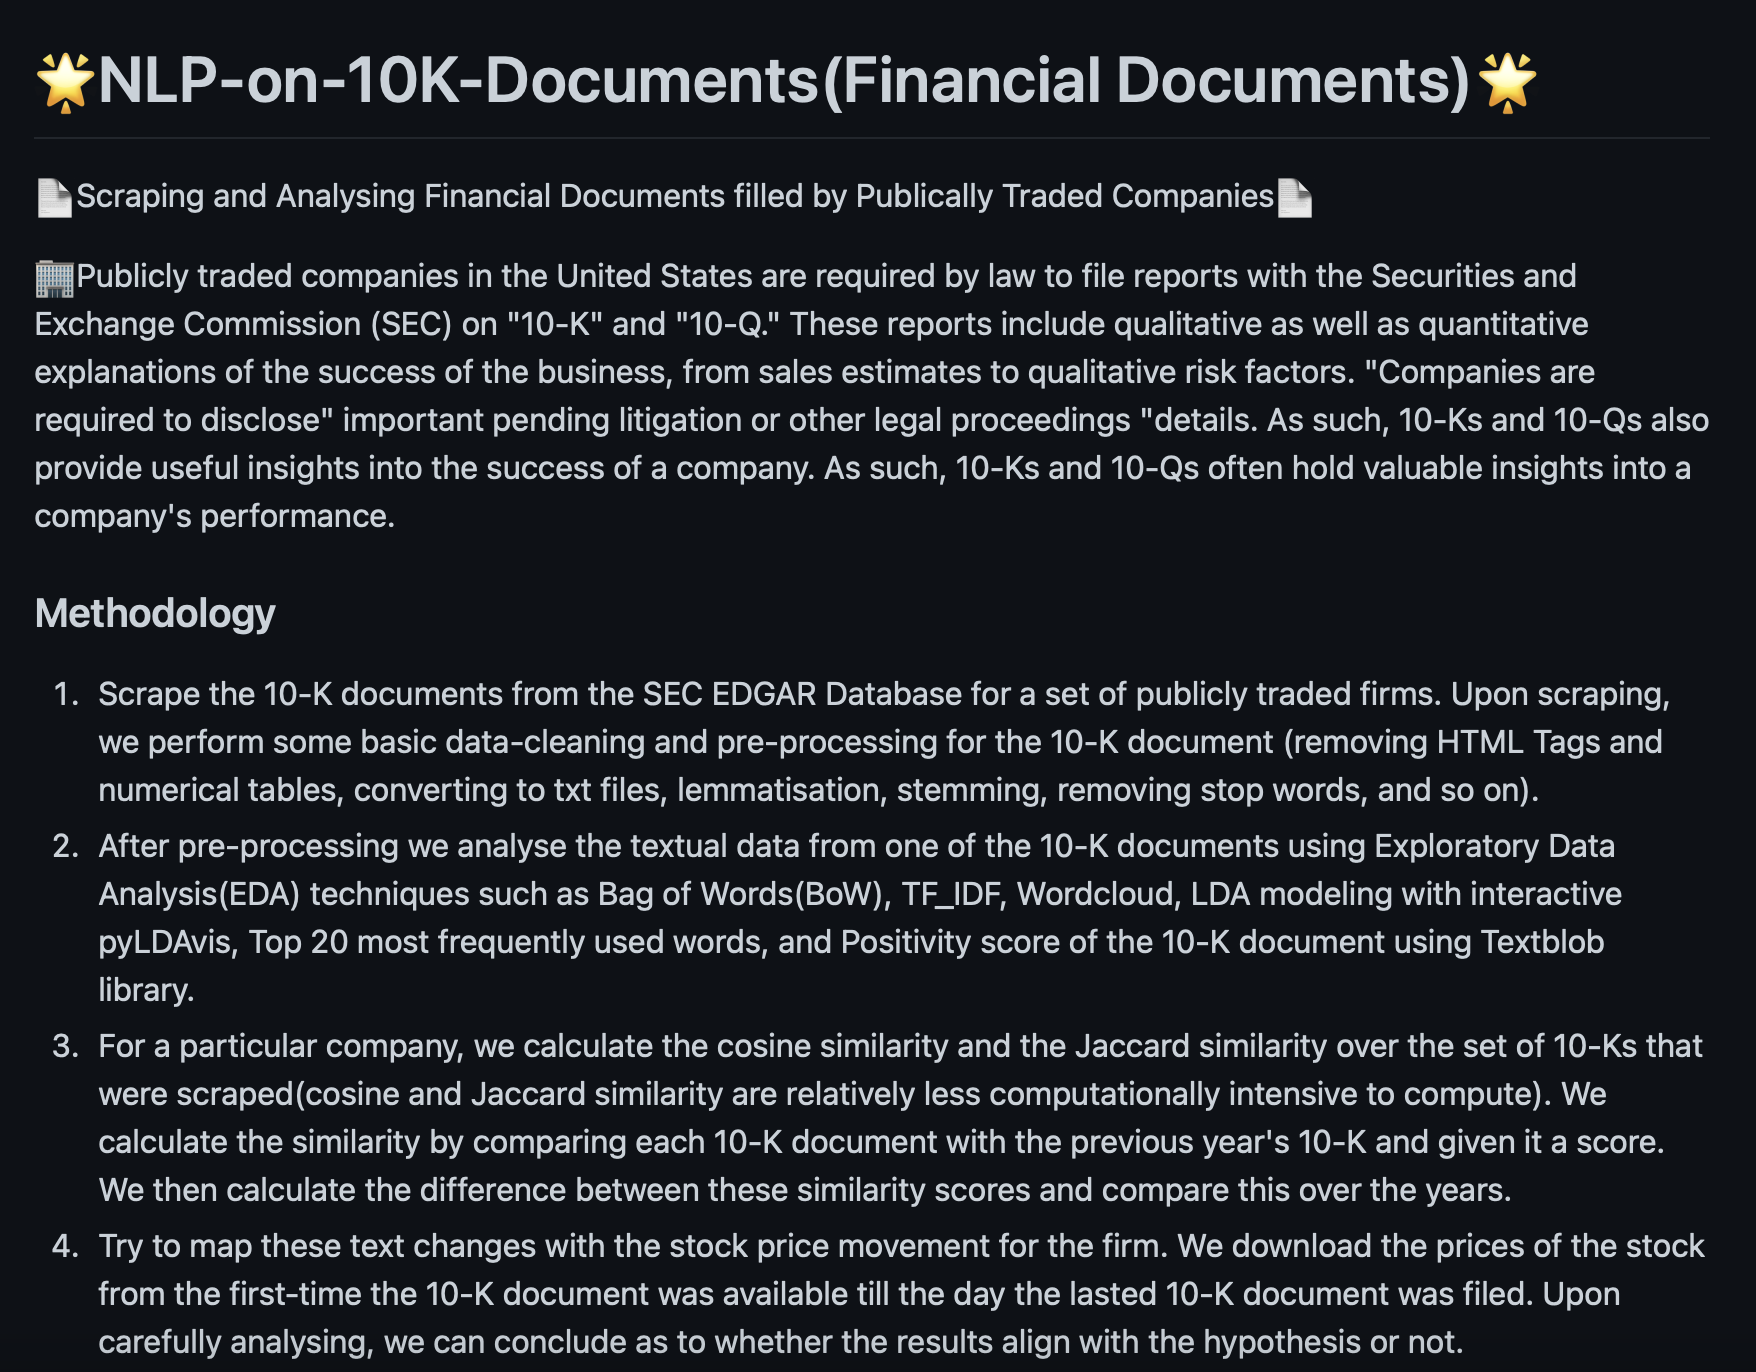 🌟NLP-on-10K-Documents(Financial Documents)🌟
📄Scraping and Analysing Financial Documents filled by Publically Traded Companies📄
🏢Publicly traded companies in the United States are required by law to file reports with the Securities and
Exchange Commission (SEC) on "10-K" and "10-Q." These reports include qualitative as well as quantitative
explanations of the success of the business, from sales estimates to qualitative risk factors. "Companies are
required to disclose" important pending litigation or other legal proceedings "details. As such, 10-Ks and 10-Qs also
provide useful insights into the success of a company. As such, 10-Ks and 10-Qs often hold valuable insights into a
company's performance.
Methodology
1. Scrape the 10-K documents from the SEC EDGAR Database for a set of publicly traded firms. Upon scraping,
we perform some basic data-cleaning and pre-processing for the 10-K document (removing HTML Tags and
numerical tables, converting to txt files, lemmatisation, stemming, removing stop words, and so on).
2. After pre-processing we analyse the textual data from one of the 10-K documents using Exploratory Data
Analysis(EDA) techniques such as Bag of Words(BoW), TF_IDF, Wordcloud, LDA modeling with interactive
pyLDAvis, Top 20 most frequently used words, and Positivity score of the 10-K document using Textblob
library.
3. For a particular company, we calculate the cosine similarity and the Jaccard similarity over the set of 10-Ks that
were scraped(cosine and Jaccard similarity are relatively less computationally intensive to compute). We
calculate the similarity by comparing each 10-K document with the previous year's 10-K and given it a score.
We then calculate the difference between these similarity scores and compare this over the years.
4. Try to map these text changes with the stock price movement for the firm. We download the prices of the stock
from the first-time the 10-K document was available till the day the lasted 10-K document was filed. Upon
carefully analysing, we can conclude as to whether the results align with the hypothesis or not.